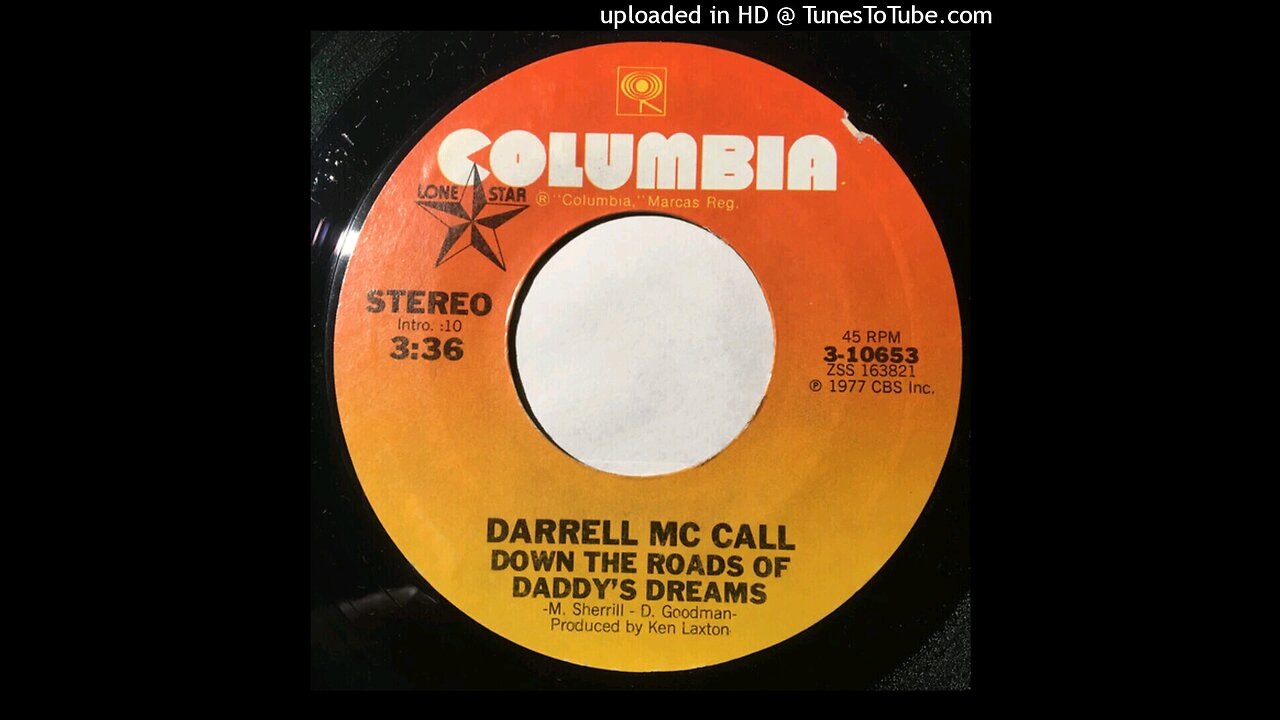 uploaded in HD @ TunesToTube.com
COLUMBIA
LONE STAR
® "Columbia," Marcas Reg.
STEREO
Intro. :10
3:36
45 RPM
3-10653
ZSS 163821
℗ 1977 CBS Inc.
DARRELL MC CALL
DOWN THE ROADS OF
DADDY'S DREAMS
-M. Sherrill - D. Goodman-
Produced by Ken Laxton